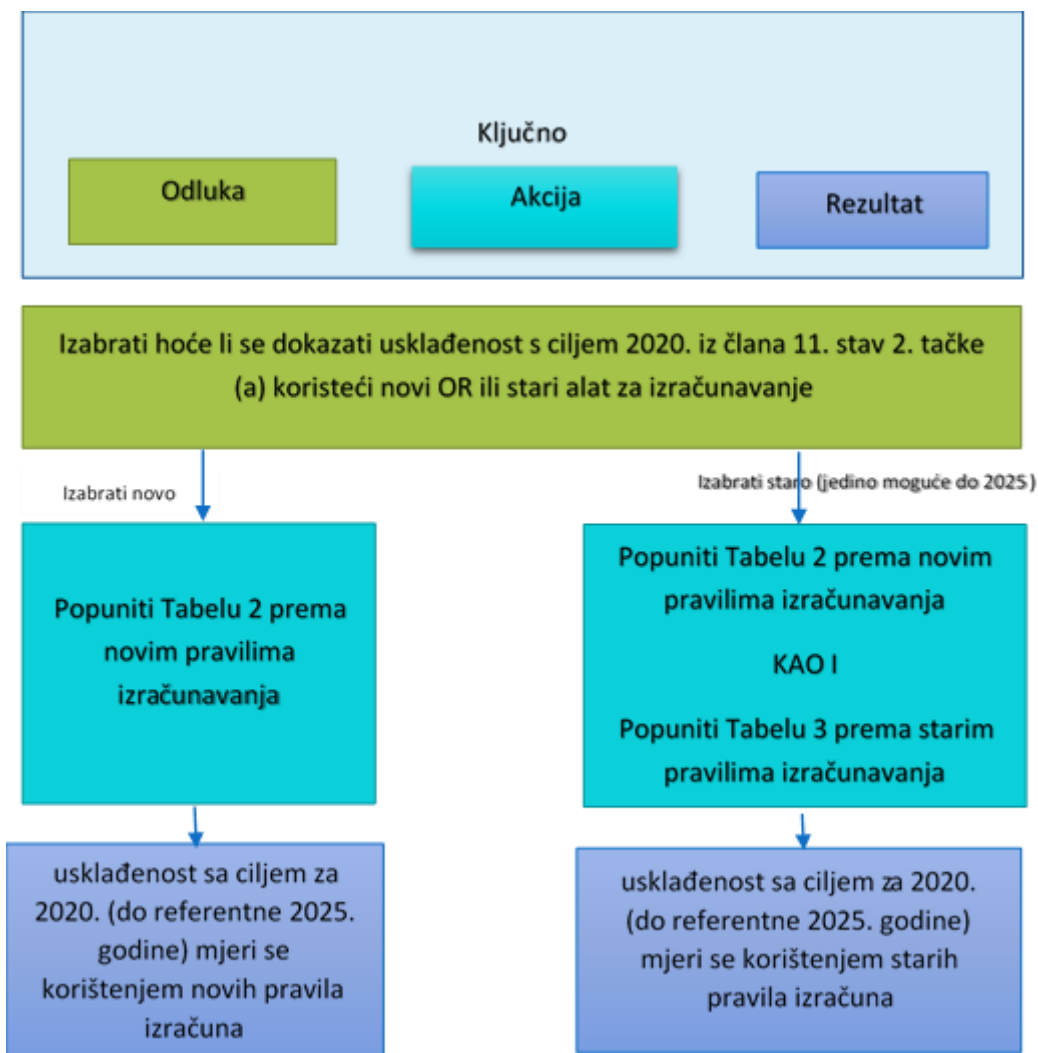 Ključno
Odluka
Akcija
Rezultat
Izabrati hoće li se dokazati usklađenost s ciljem 2020. iz člana 11. stav 2. tačke
(a) koristeći novi OR ili stari alat za izračunavanje
Izabrati novo
Izabrati staro (jedino moguće do 2025)
Popuniti Tabelu 2 prema
novim pravilima
izračunavanja
Popuniti Tabelu 2 prema novim
pravilima izračunavanja
KAO I
Popuniti Tabelu 3 prema starim
pravilima izračunavanja
usklađenost sa ciljem za
2020. (do referentne 2025.
godine) mjeri se
korištenjem novih pravila
izračuna
usklađenost sa ciljem za 2020.
(do referentne 2025. godine)
mjeri se korištenjem starih
pravila izračuna